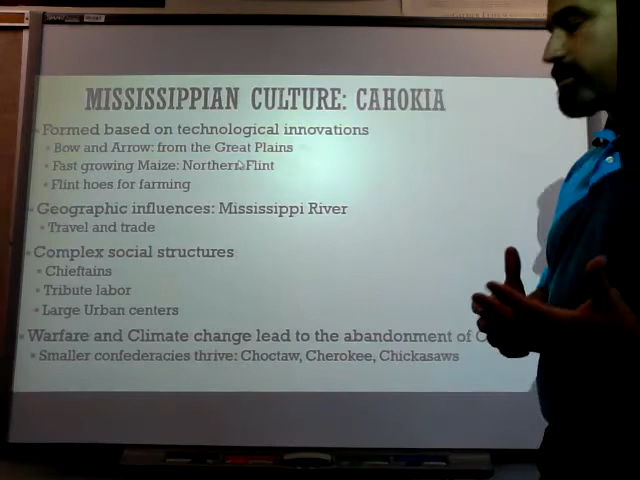 MISSISSIPPIAN CULTURE: CAHOKIA
Formed based on technological innovations
Bow and Arrow: from the Great Plains
Fast growing Maize: Northern Flint
Flint hoes for farming
Geographic influences: Mississippi River
Travel and trade
Complex social structures
Chieftains
Tribute labor
Large Urban centers
Warfare and Climate change lead to the abandonment of
Smaller confederacies thrive: Choctaw, Cherokee, Chickasaws